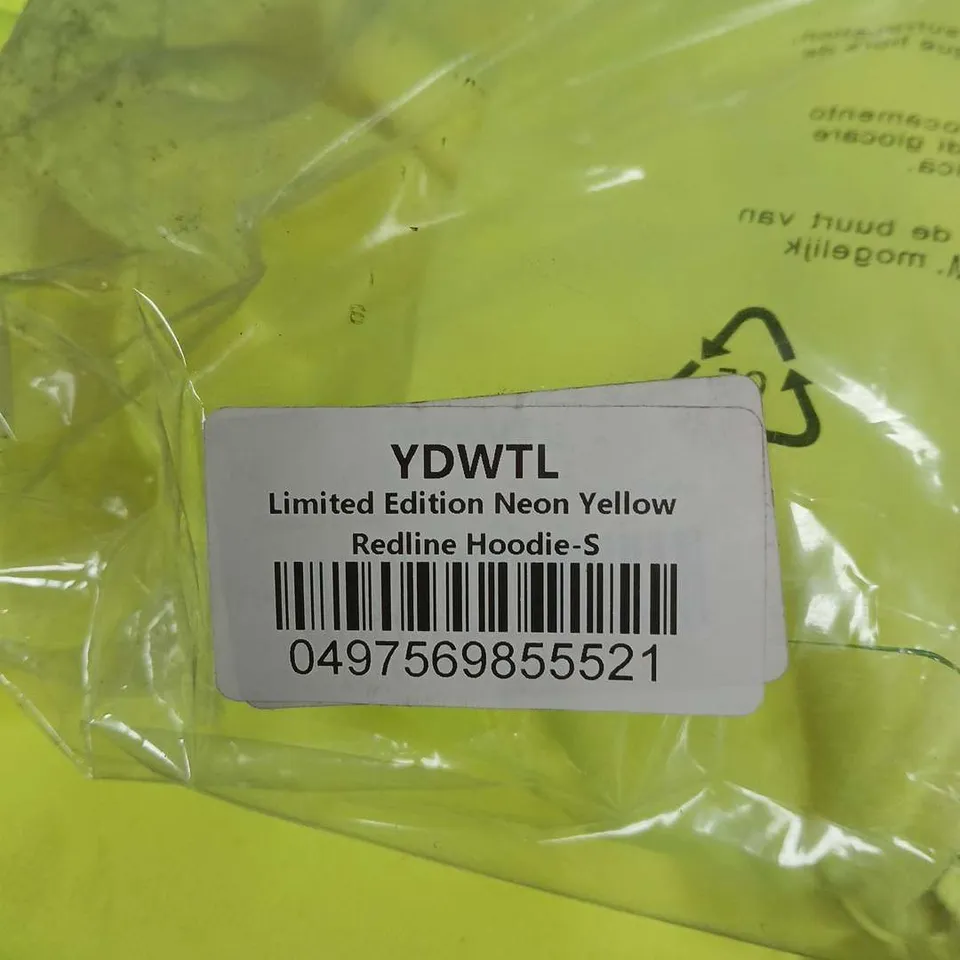 de buurt van
mogelijk
di giocare
YDWTL
Limited Edition Neon Yellow
Redline Hoodie-S
0497569855521